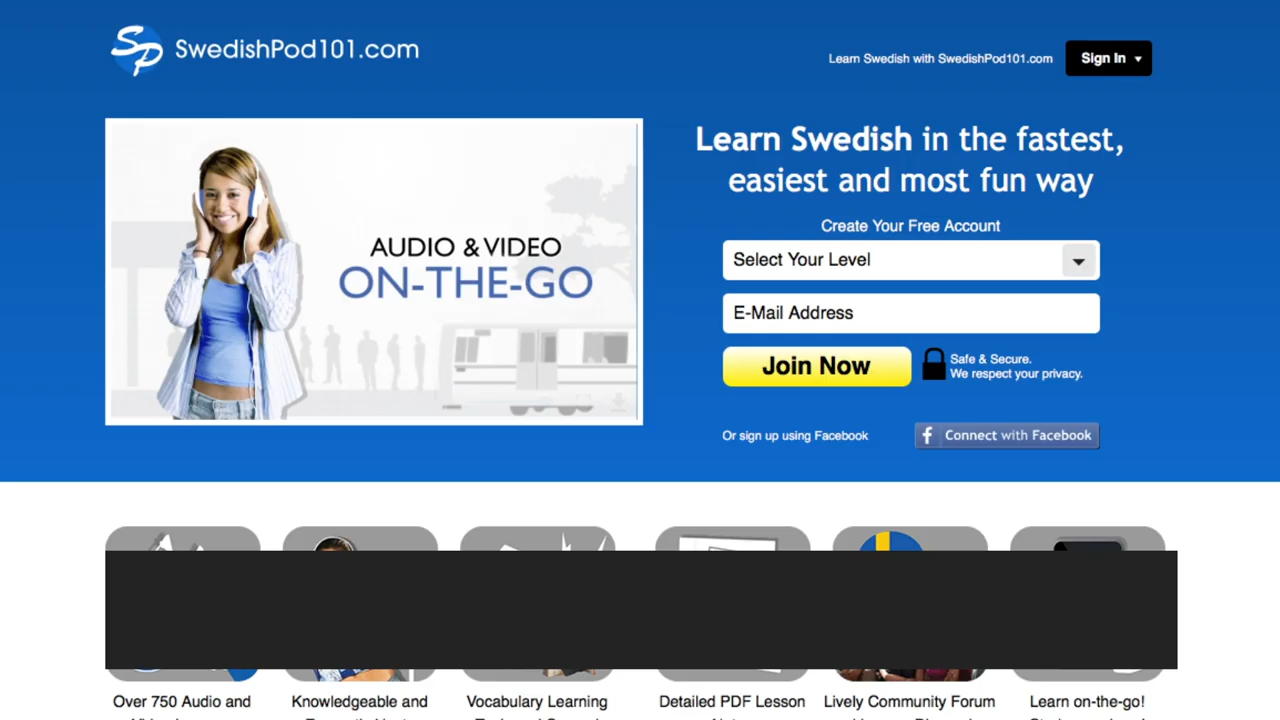 SP SwedishPod101.com
Learn Swedish with SwedishPod101.com
Sign In
AUDIO & VIDEO
ON-THE-GO
Learn Swedish in the fastest,
easiest and most fun way
Create Your Free Account
Select Your Level
E-Mail Address
Join Now
Safe & Secure.
We respect your privacy.
Or sign up using Facebook
f Connect with Facebook
Over 750 Audio and
Knowledgeable and
Vocabulary Learning
Detailed PDF Lesson
Lively Community Forum
Learn on-the-go!